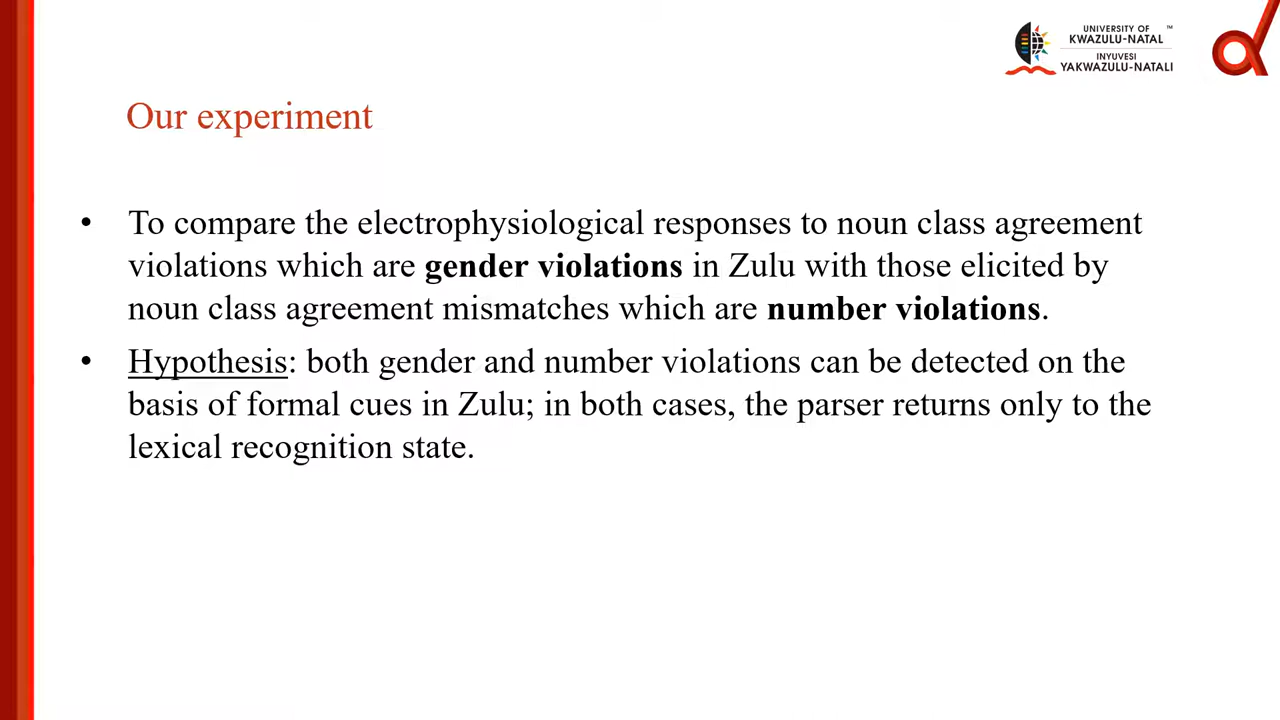 UNIVERSITY OF ™
KWAZULU-NATAL
INYUVESI
YAKWAZULU-NATALI
Our experiment
• To compare the electrophysiological responses to noun class agreement
violations which are gender violations in Zulu with those elicited by
noun class agreement mismatches which are number violations.
• Hypothesis: both gender and number violations can be detected on the
basis of formal cues in Zulu; in both cases, the parser returns only to the
lexical recognition state.